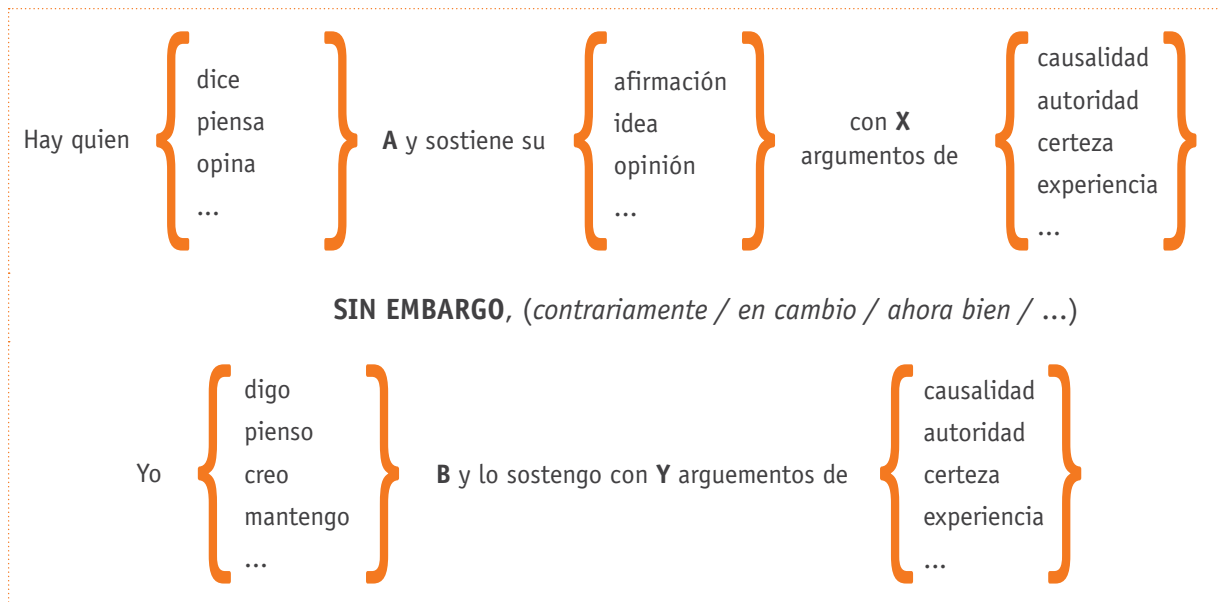 Hay quien
dice
piensa
opina
...
A y sostiene su
afirmación
idea
opinión
...
con X
argumentos de
causalidad
autoridad
certeza
experiencia
...
SIN EMBARGO, (contrariamente / en cambio / ahora bien / ...)
Yo
digo
pienso
creo
mantengo
...
B y lo sostengo con Y arguementos de
causalidad
autoridad
certeza
experiencia
...